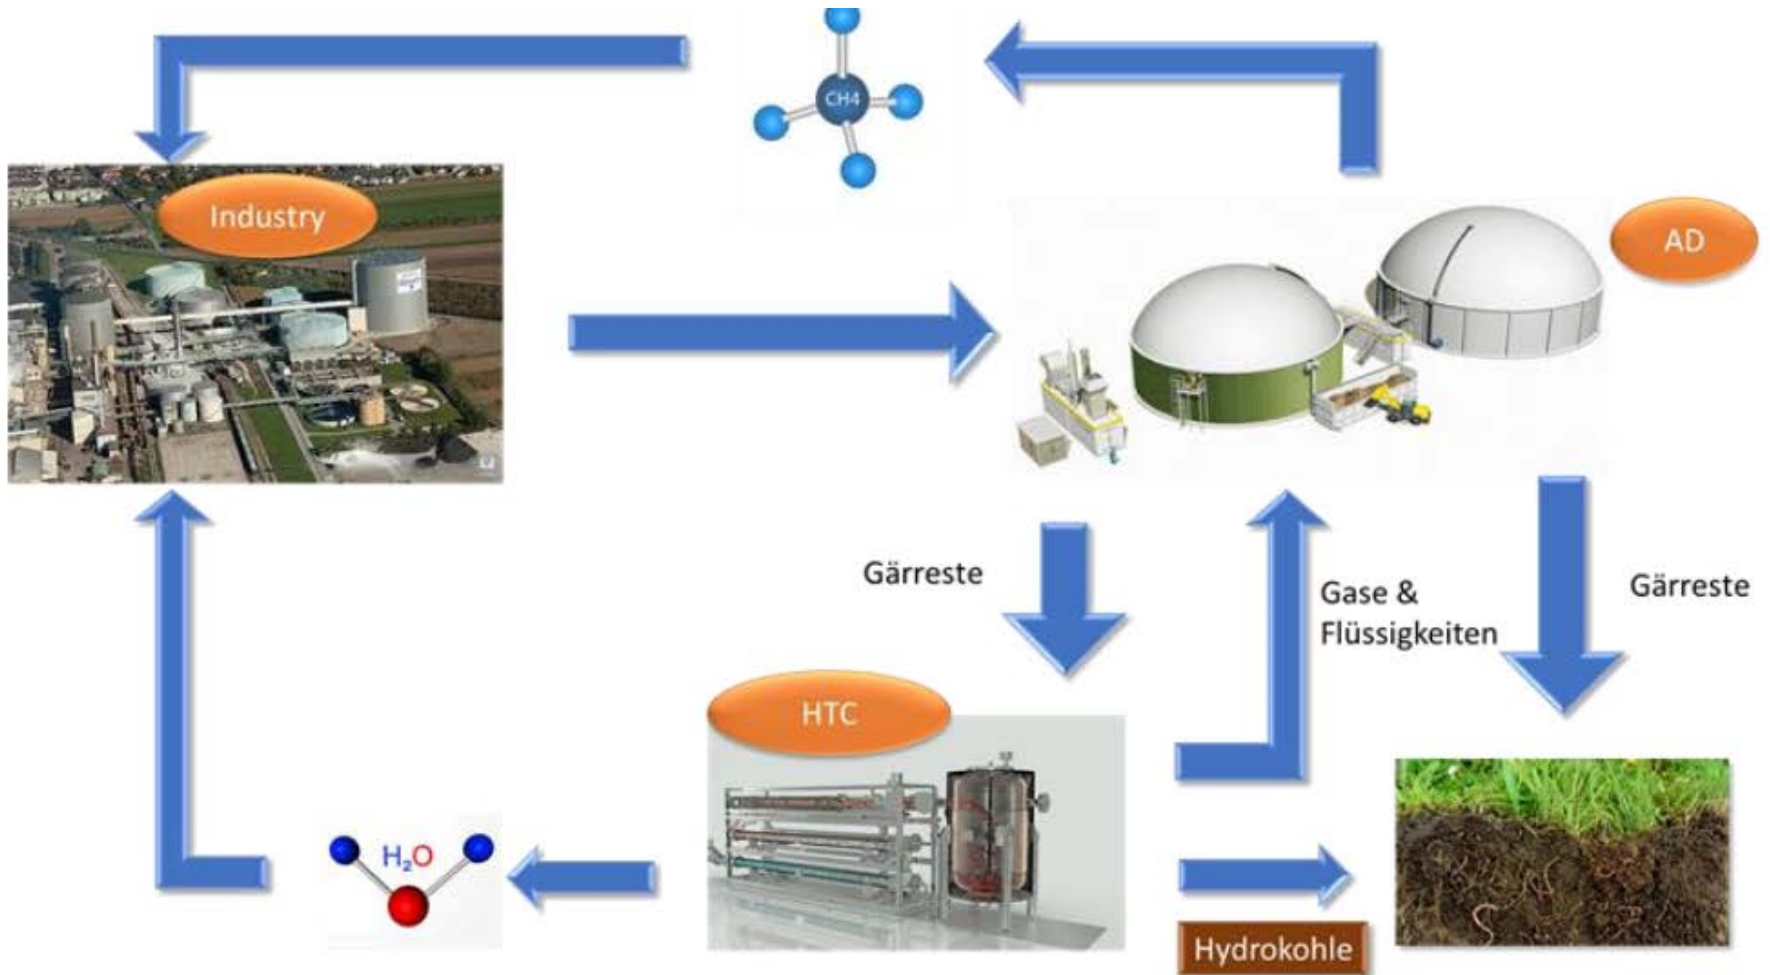 CH4
Industry
AD
Gärreste
Gase &
Flüssigkeiten
Gärreste
HTC
H₂O
Hydrokohle